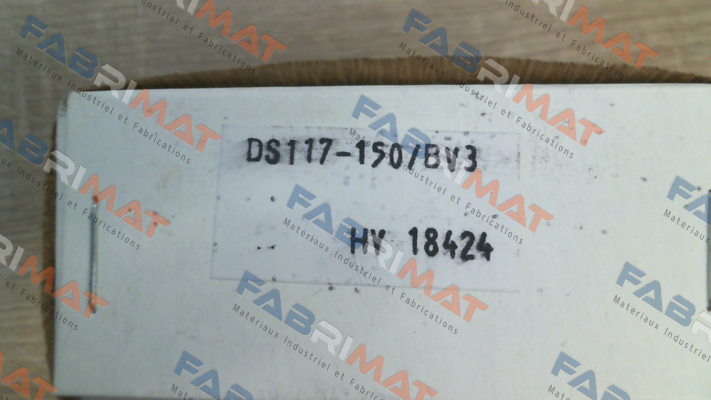 DS117-150/BV3
HV 18424
FABRIMAT
Matériaux Industriel et Fabrications